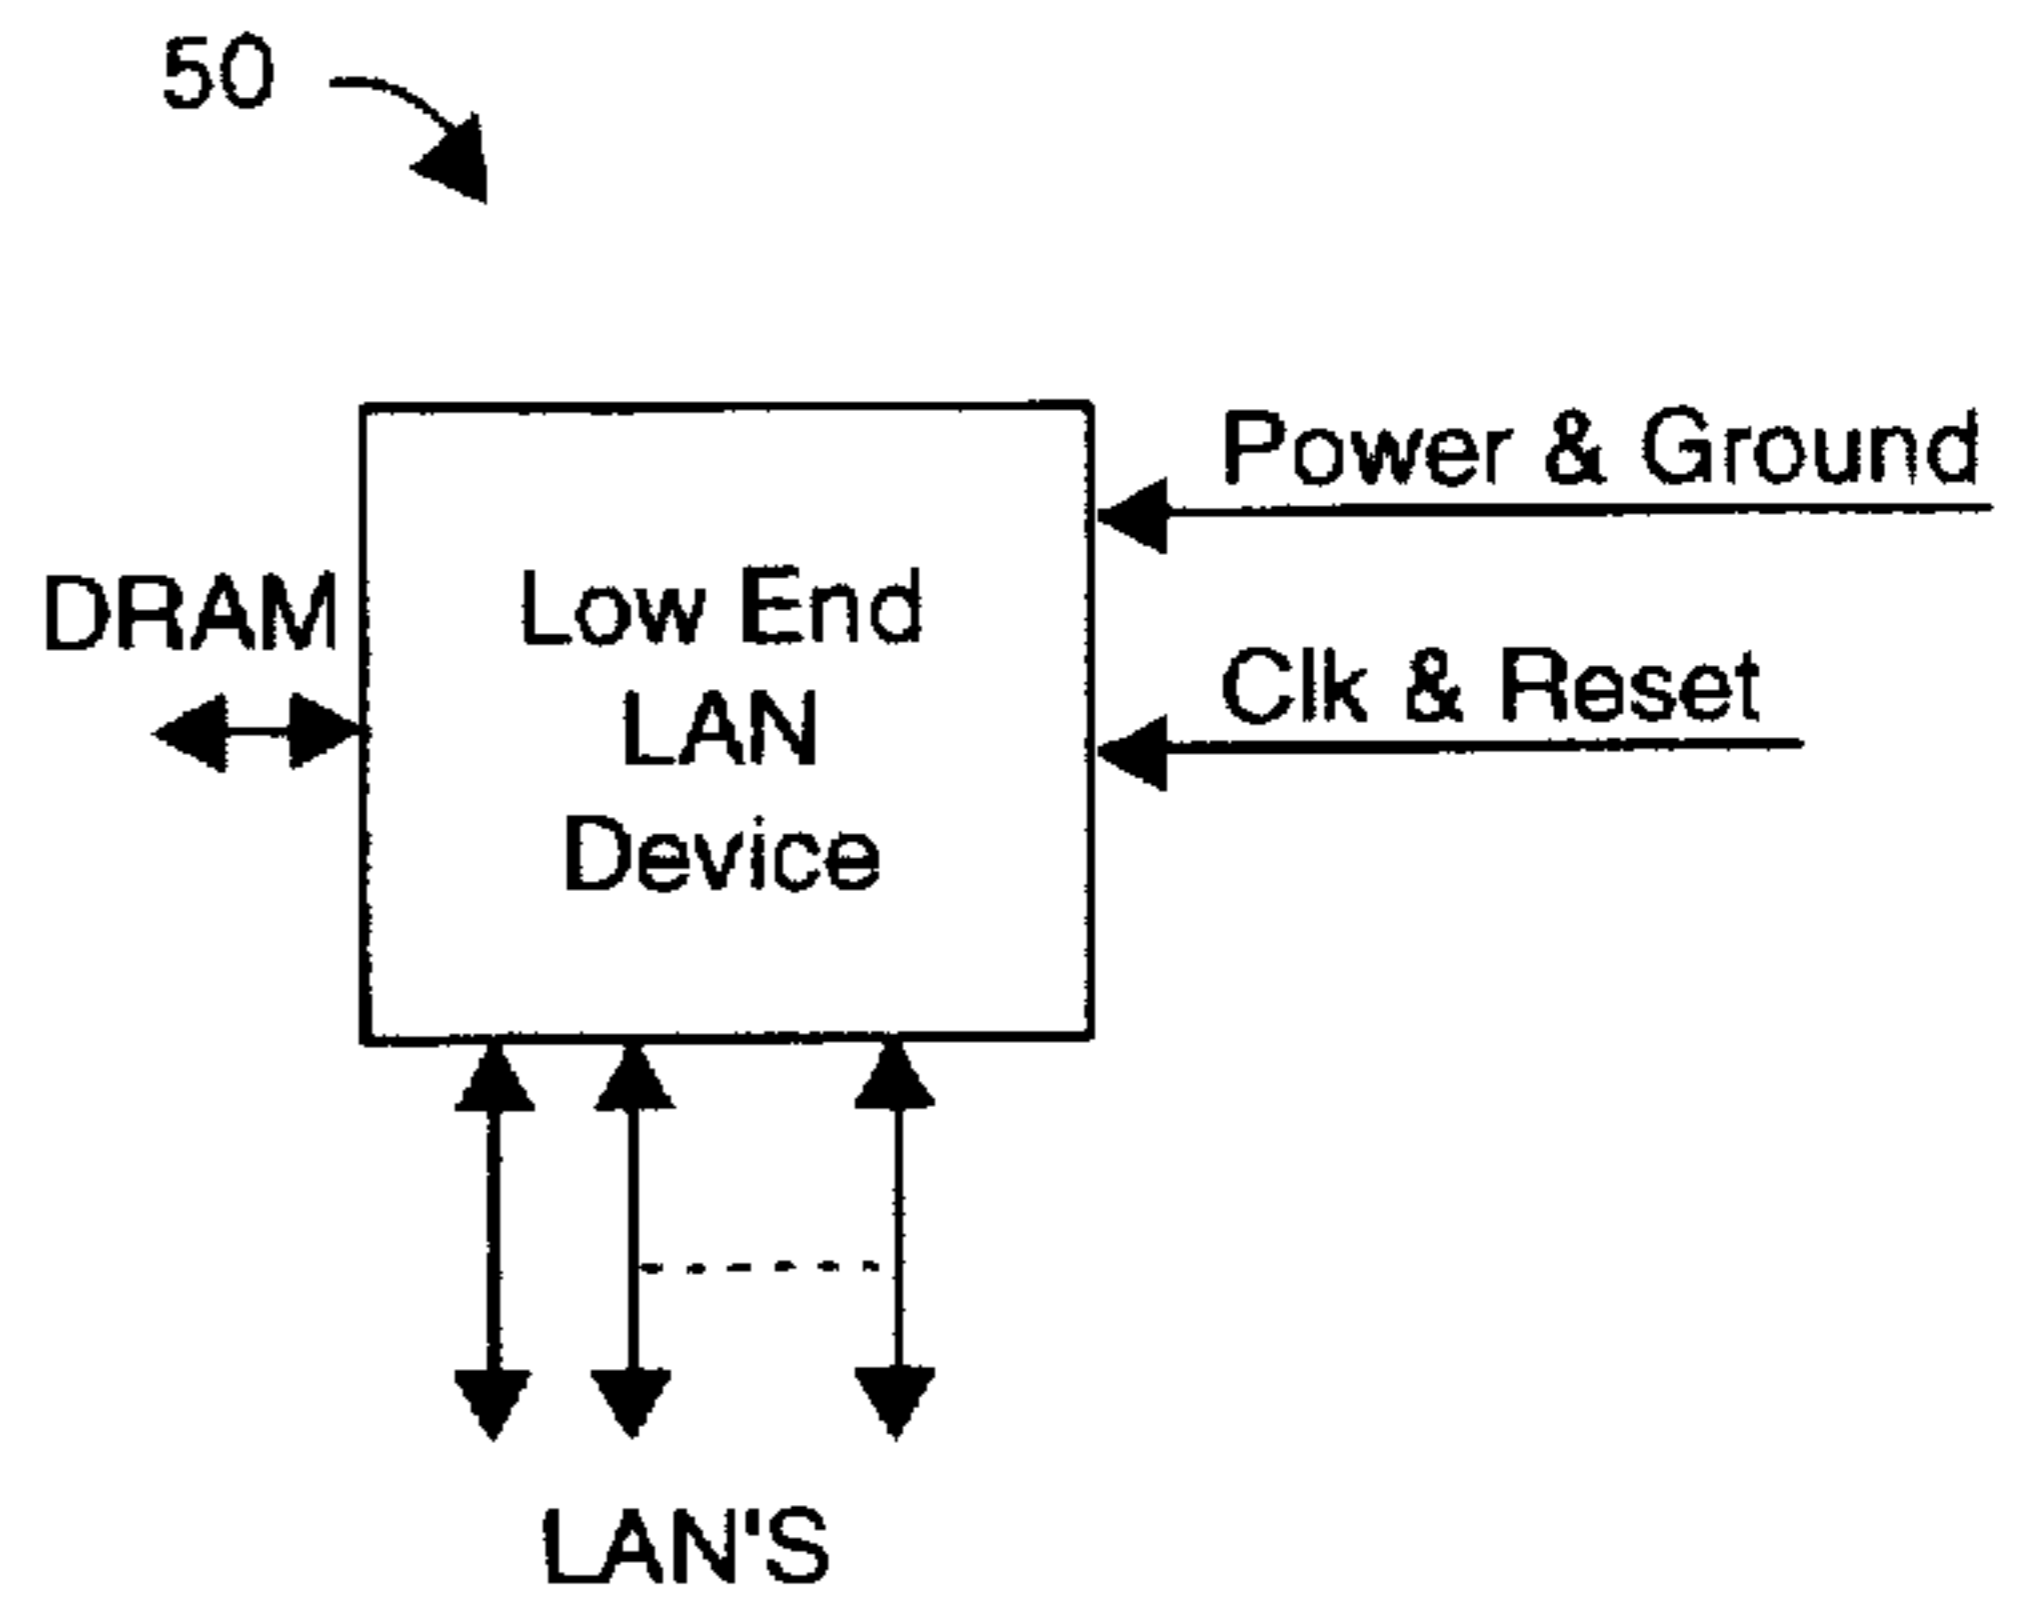 50
Power & Ground
DRAM
Low End
LAN
Device
Clk & Reset
LAN'S